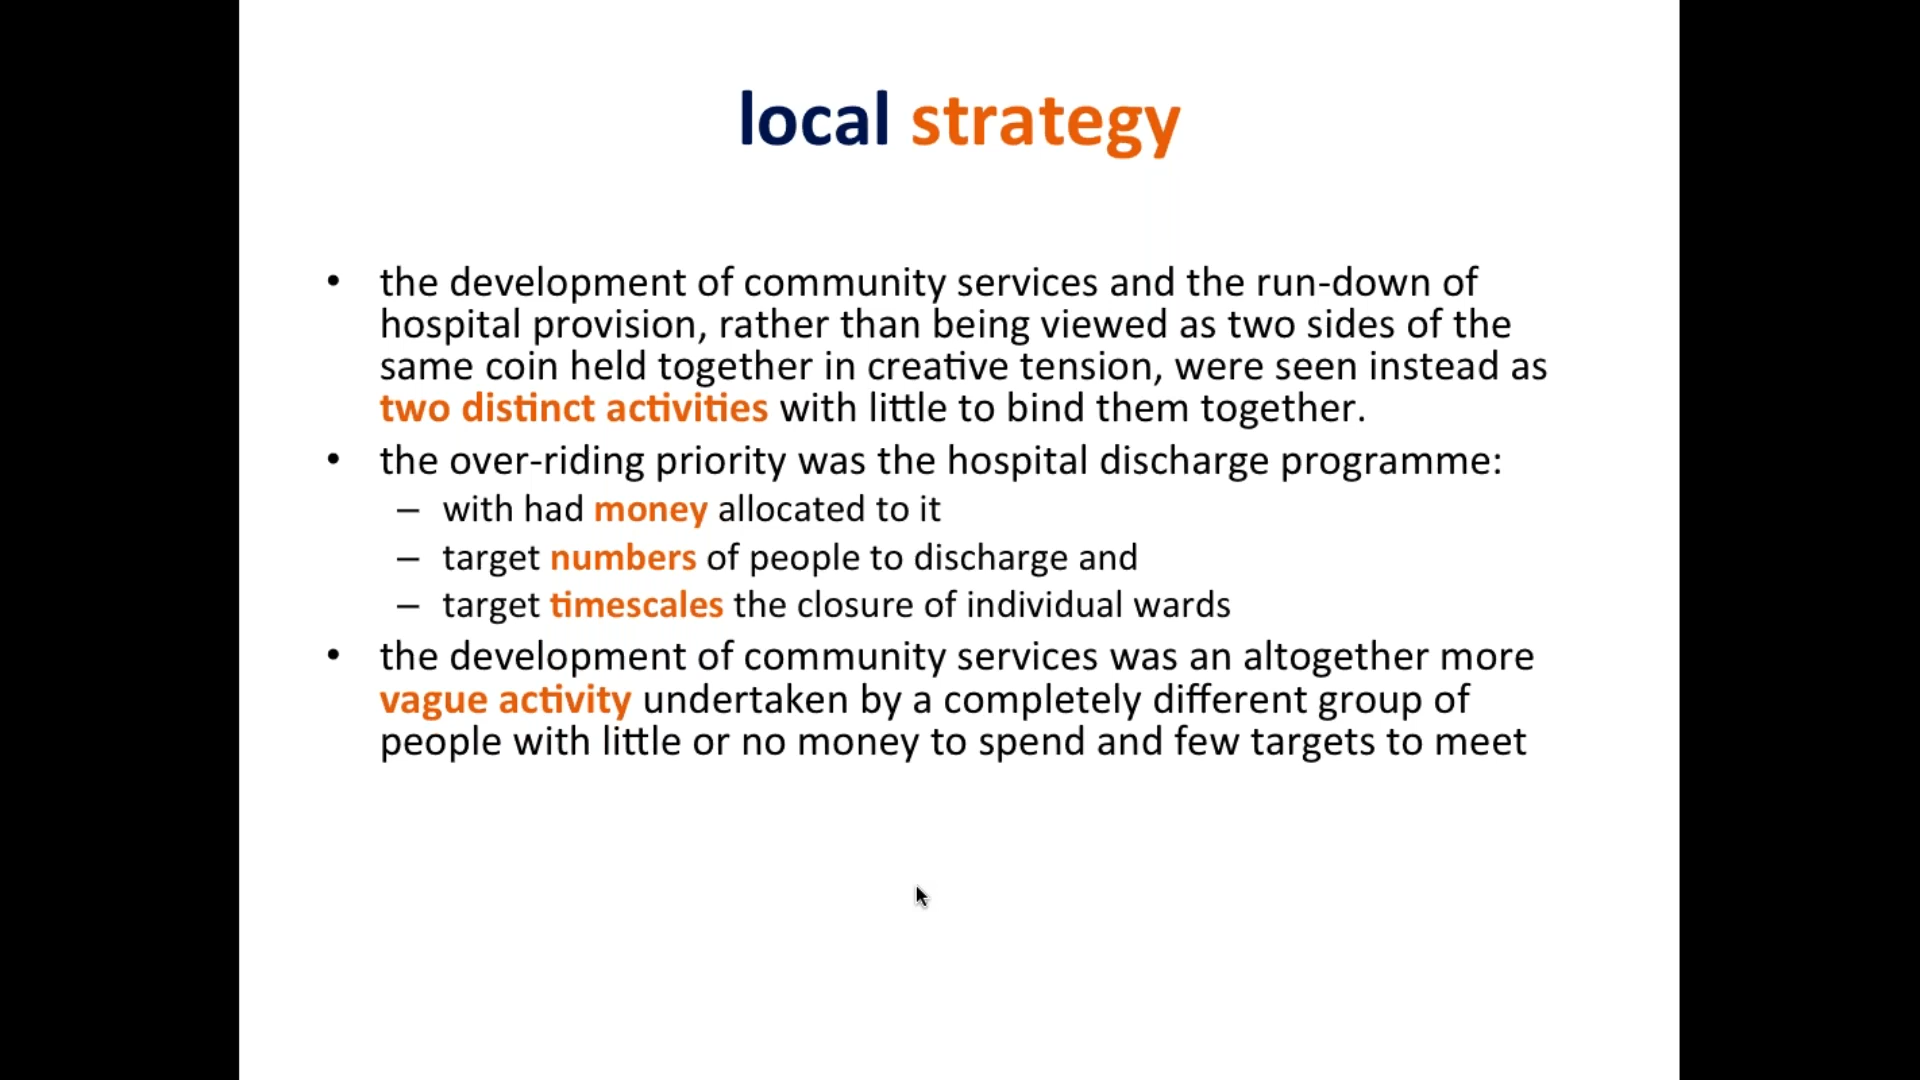 local strategy
• the development of community services and the run-down of
hospital provision, rather than being viewed as two sides of the
same coin held together in creative tension, were seen instead as
two distinct activities with little to bind them together.
• the over-riding priority was the hospital discharge programme:
– with had money allocated to it
– target numbers of people to discharge and
– target timescales the closure of individual wards
• the development of community services was an altogether more
vague activity undertaken by a completely different group of
people with little or no money to spend and few targets to meet